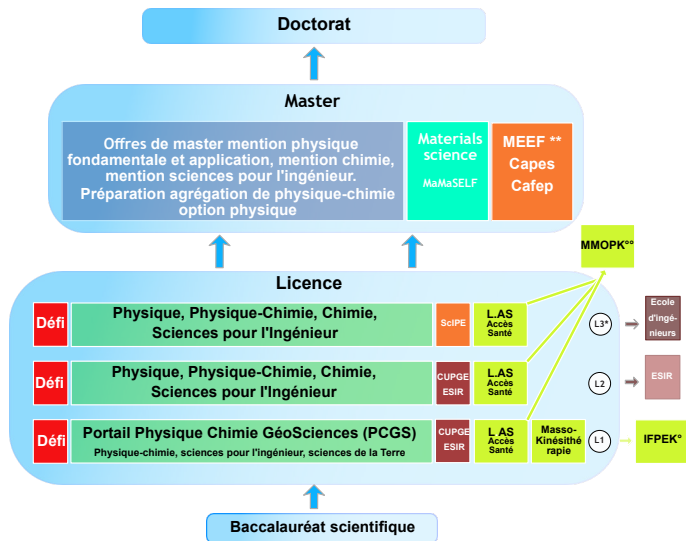 Doctorat
Master
Offres de master mention physique
fondamentale et application, mention chimie,
mention sciences pour l'ingénieur.
Préparation agrégation de physique-chimie
option physique
Materials
science
MaMaSELF
MEEF **
Capes
Cafep
MMOPK°°
Licence
Défi
Physique, Physique-Chimie, Chimie,
Sciences pour l'Ingénieur
ScIPE
L.AS
Accès
Santé
L3*
Ecole
d'ingé-
nieurs
Défi
Physique, Physique-Chimie, Chimie,
Sciences pour l'Ingénieur
CUPGE
ESIR
L.AS
Accès
Santé
L2
ESIR
Défi
Portail Physique Chimie GéoSciences (PCGS)
Physique-chimie, sciences pour l'ingénieur, sciences de la Terre
CUPGE
ESIR
L.AS
Accès
Santé
Masso-
Kinésithé
rapie
L1
IFPEK°
Baccalauréat scientifique